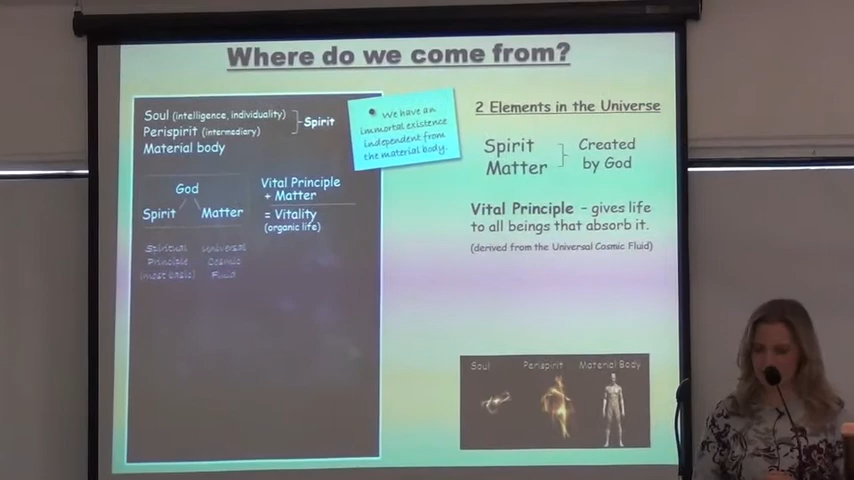 Where do we come from?
Soul (intelligence, individuality)
Perispirit (intermediary)
Material body
Spirit
We have an
immortal existence
independent from
the material body.
God
Spirit Matter
Spiritual
Principle
(most basic)
Universal
Cosmic
Fluid
Vital Principle
+ Matter
= Vitality
(organic life)
2 Elements in the Universe
Spirit
Matter
Created
by God
Vital Principle – gives life
to all beings that absorb it.
(derived from the Universal Cosmic Fluid)
Soul Perispirit Material Body